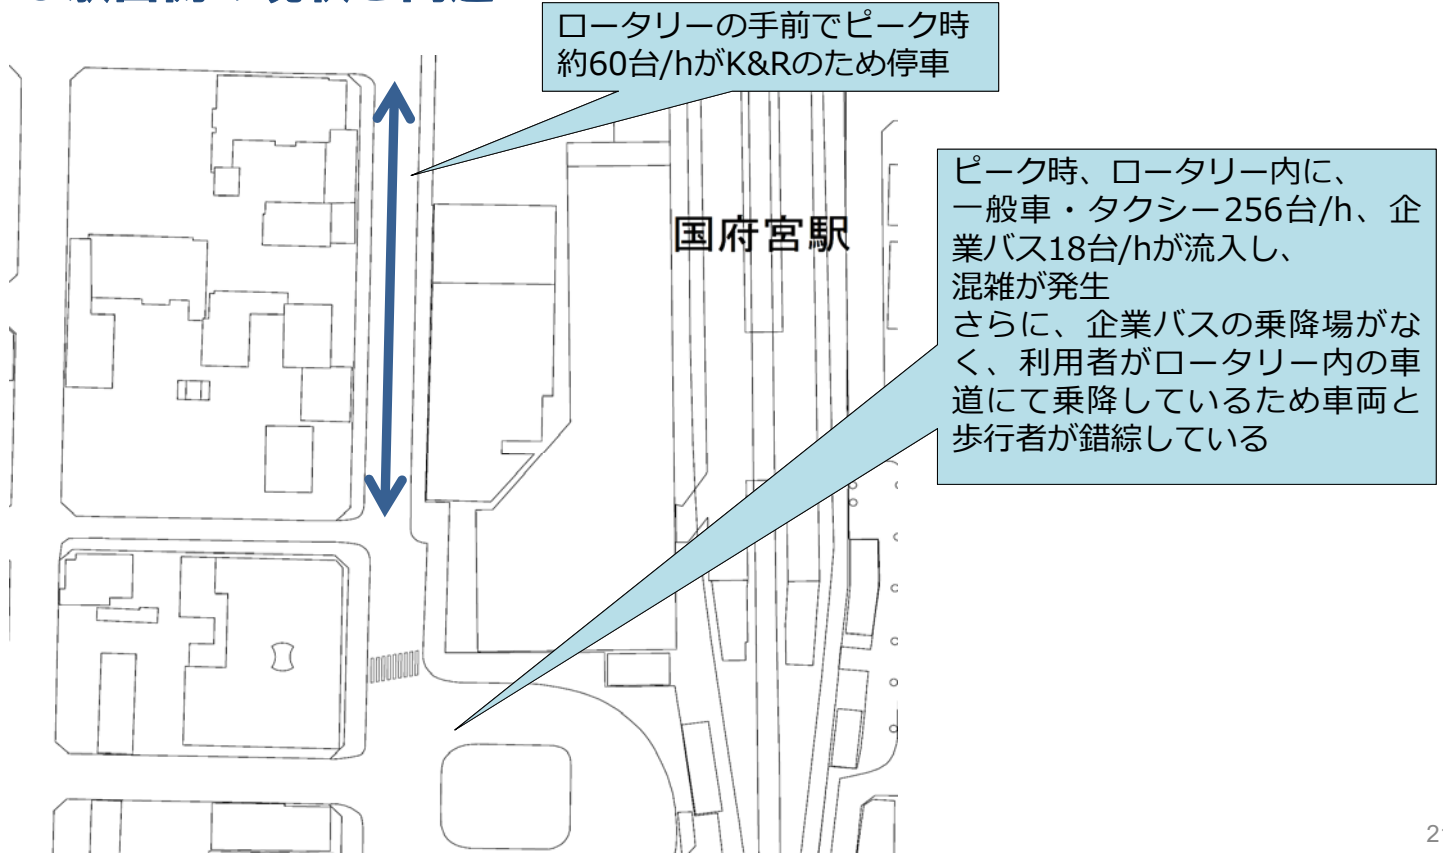 ロータリーの手前でピーク時
約60台/hがK&Rのため停車
ピーク時、ロータリー内に、
一般車・タクシー256台/h、企
業バス18台/hが流入し、
混雑が発生
さらに、企業バスの乗降場がな
く、利用者がロータリー内の車
道にて乗降しているため車両と
歩行者が錯綜している
国府宮駅